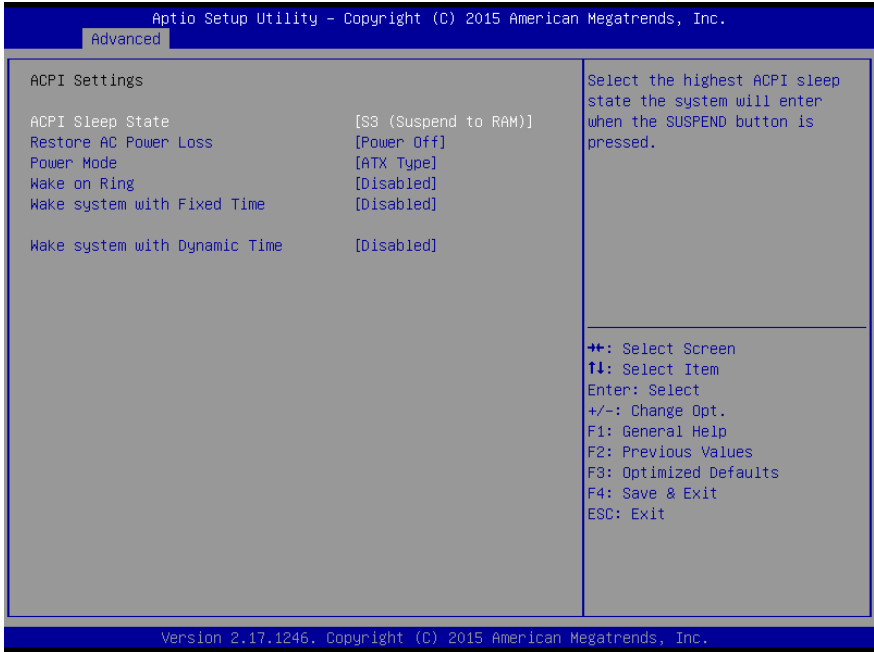 Aptio Setup Utility – Copyright (C) 2015 American Megatrends, Inc.
Advanced
ACPI Settings
ACPI Sleep State [S3 (Suspend to RAM)]
Restore AC Power Loss [Power Off]
Power Mode [ATX Type]
Wake on Ring [Disabled]
Wake system with Fixed Time [Disabled]
Wake system with Dynamic Time [Disabled]
Select the highest ACPI sleep
state the system will enter
when the SUSPEND button is
pressed.
→←: Select Screen
↑↓: Select Item
Enter: Select
+/-: Change Opt.
F1: General Help
F2: Previous Values
F3: Optimized Defaults
F4: Save & Exit
ESC: Exit
Version 2.17.1246. Copyright (C) 2015 American Megatrends, Inc.